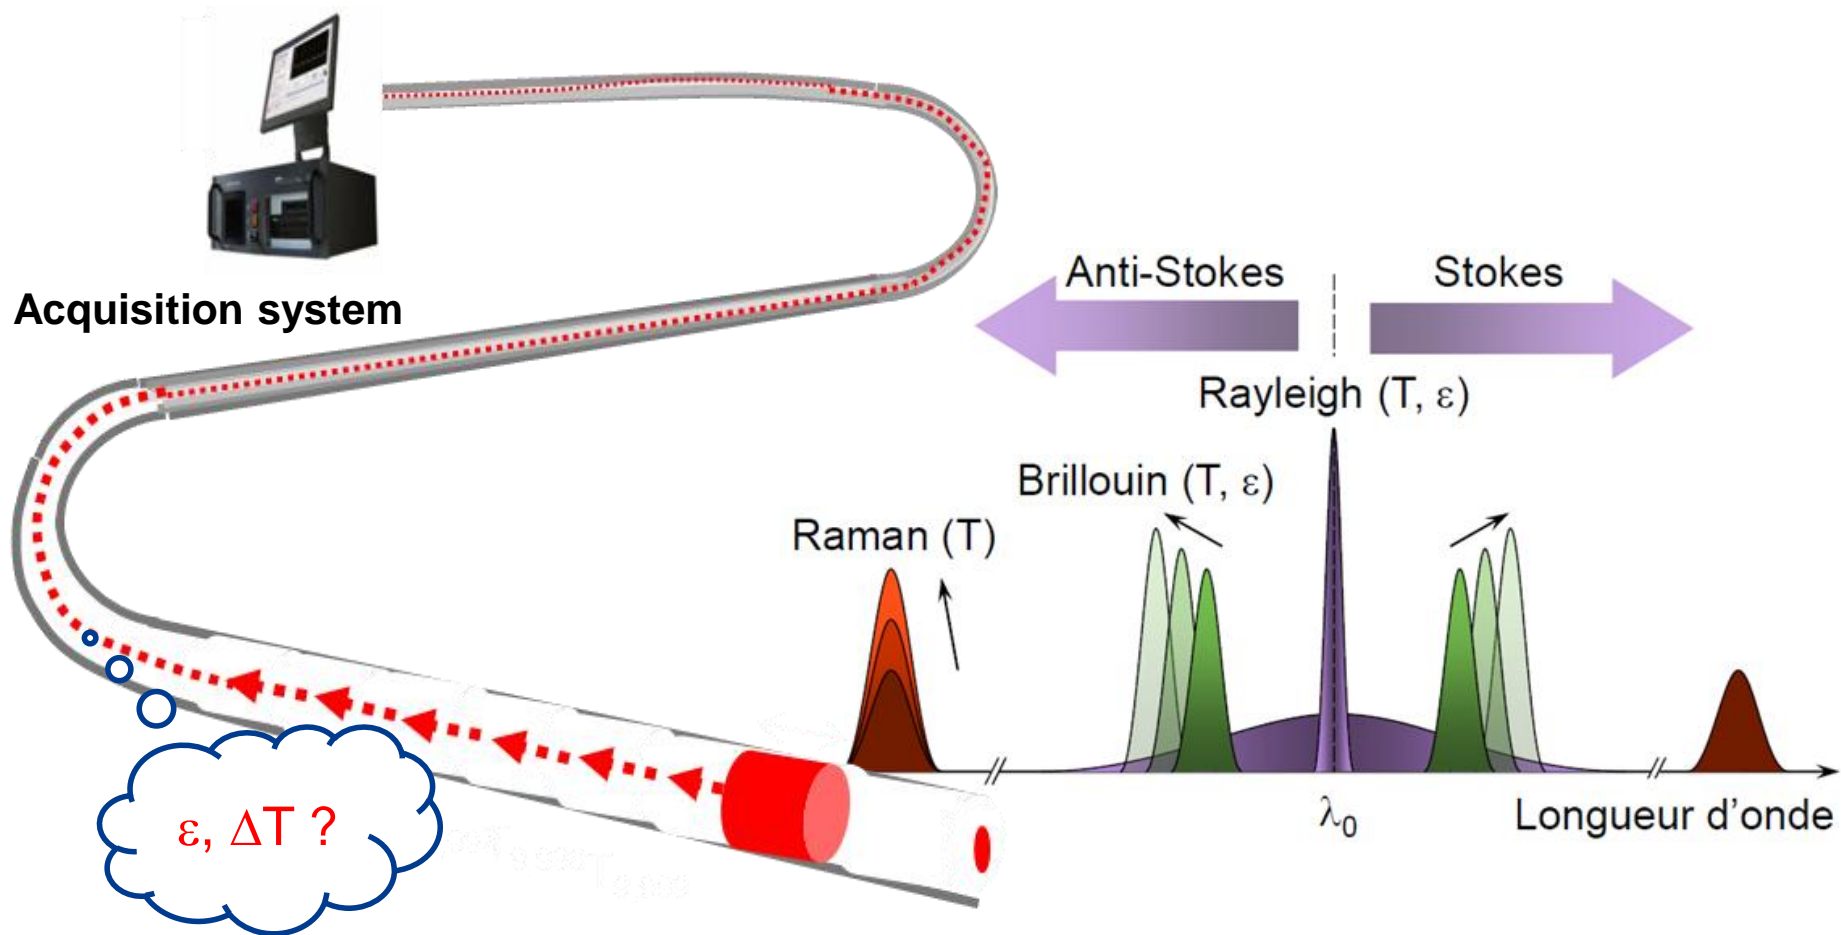 Acquisition system
Anti-Stokes
Stokes
Rayleigh (T, ε)
Brillouin (T, ε)
Raman (T)
ε, ΔT ?
λ0
Longueur d'onde